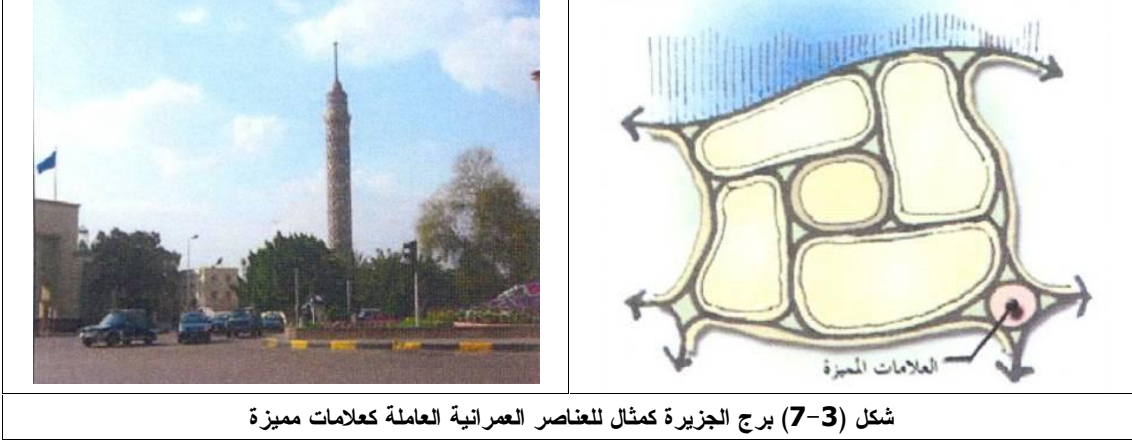 العلامات المميزة
شكل (3-7) برج الجزيرة كمثال للعناصر العمرانية العاملة كعلامات مميزة